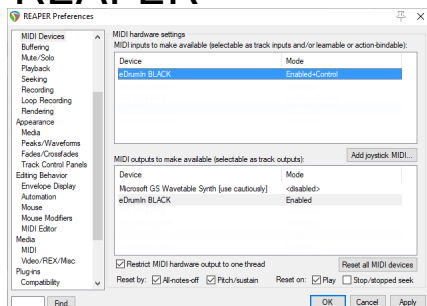 REAPER
REAPER Preferences
MIDI Devices
Buffering
Mute/Solo
Playback
Seeking
Recording
Loop Recording
Rendering
Appearance
Media
Peaks/Waveforms
Fades/Crossfades
Track Control Panels
Editing Behavior
Envelope Display
Automation
Mouse
Mouse Modifiers
MIDI Editor
Media
MIDI
Video/REX/Misc
Plug-ins
Compatibility
Find
MIDI hardware settings
MIDI inputs to make available (selectable as track inputs and/or learnable or action-bindable):
Device Mode
eDrumIn BLACK Enabled+Control
Add joystick MIDI...
MIDI outputs to make available (selectable as track outputs):
Device Mode
Microsoft GS Wavetable Synth [use cautiously] <disabled>
eDrumIn BLACK Enabled
Restrict MIDI hardware output to one thread Reset all MIDI devices
Reset by: All-notes-off Pitch/sustain Reset on: Play Stop/stopped seek
OK Cancel Apply